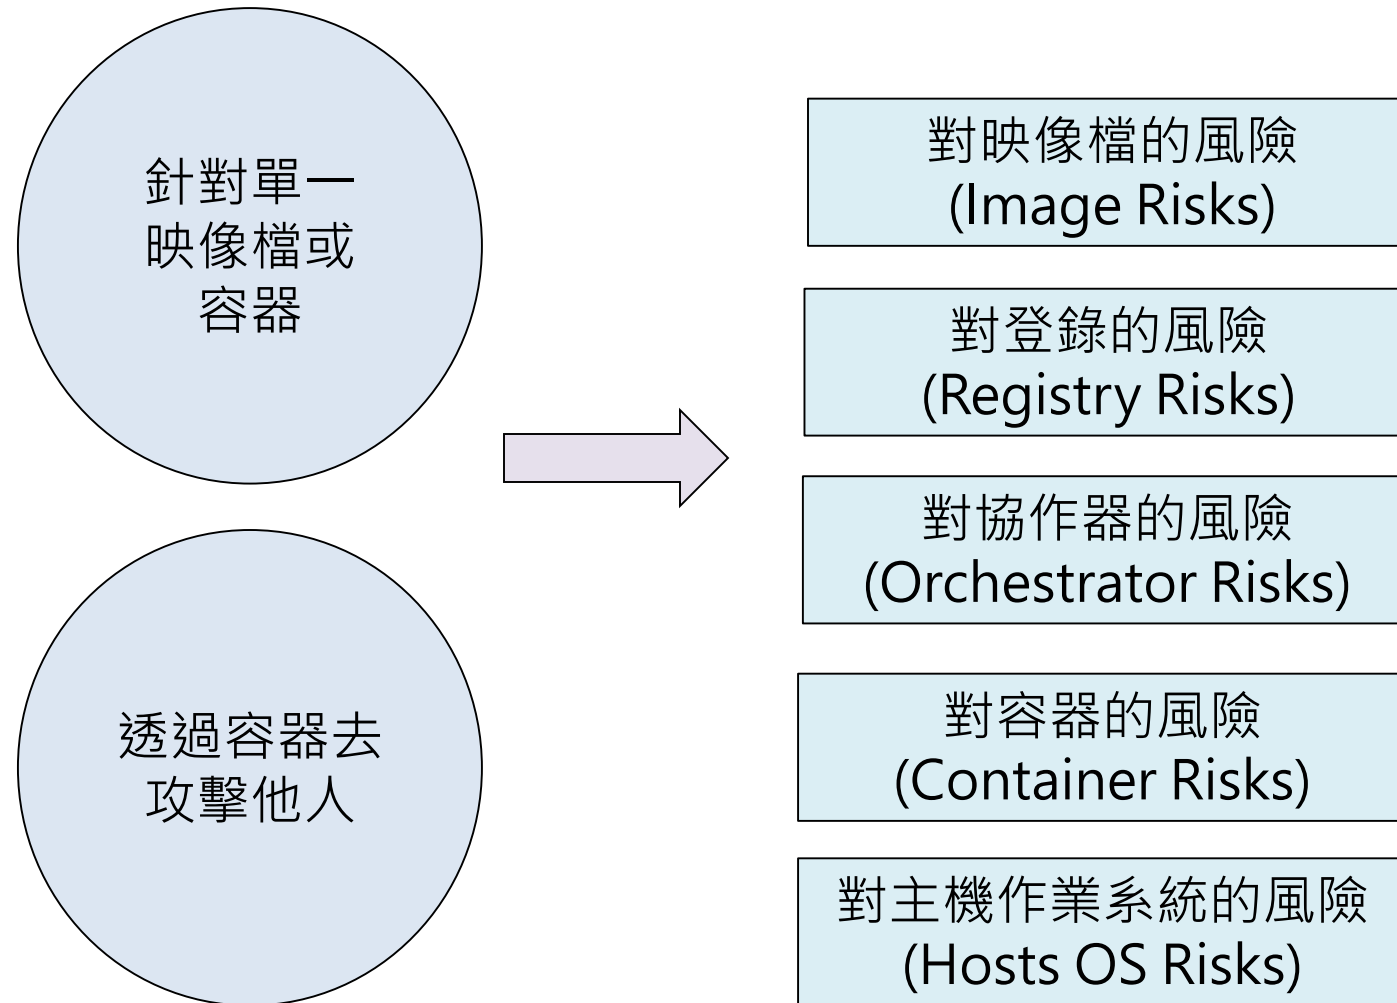 針對單一
映像檔或
容器
透過容器去
攻擊他人
對映像檔的風險
(Image Risks)
對登錄的風險
(Registry Risks)
對協作器的風險
(Orchestrator Risks)
對容器的風險
(Container Risks)
對主機作業系統的風險
(Hosts OS Risks)